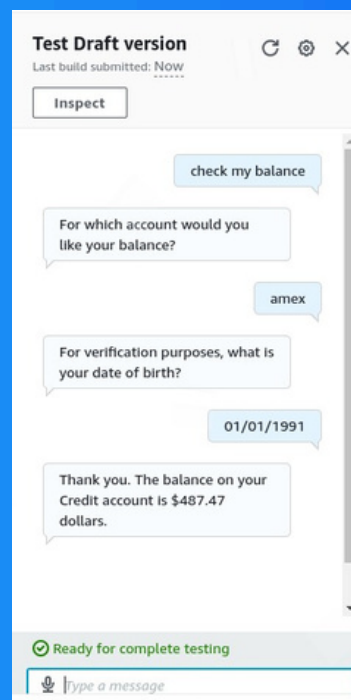 Test Draft version
Last build submitted: Now
Inspect
check my balance
For which account would you
like your balance?
amex
For verification purposes, what is
your date of birth?
01/01/1991
Thank you. The balance on your
Credit account is $487.47
dollars.
Ready for complete testing
Type a message